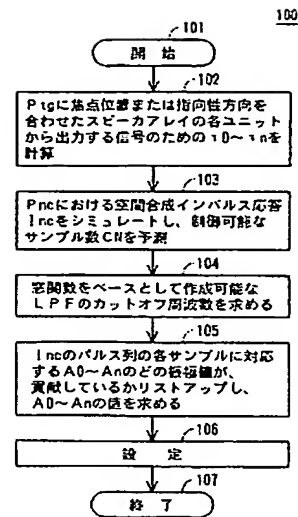 100
101
開始
102
Ptgに焦点位置または指向性方向を
合わせたスピーカアレイの各ユニット
から出力する信号のためのτ0～τnを
計算
103
Pncにおける空間合成インパルス応答
Incをシミュレートし、制御可能な
サンプル数CNを予測
104
窓関数をベースとして作成可能な
LPFのカットオフ周波数を求める
105
Incのパルス列の各サンプルに対応
するA0～Anのどの振幅値が、
貢献しているかリストアップし、
A0～Anの値を求める
106
設定
107
終了